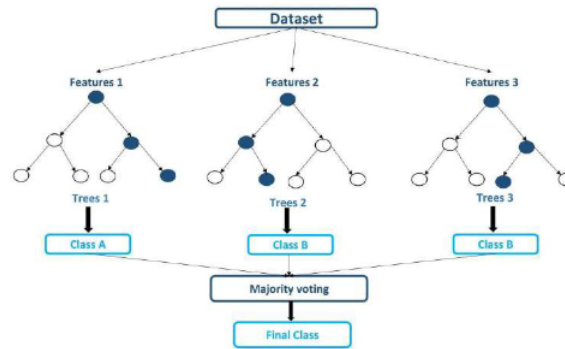 Dataset
Features 1
Features 2
Features 3
Trees 1
Trees 2
Trees 3
Class A
Class B
Class B
Majority voting
Final Class